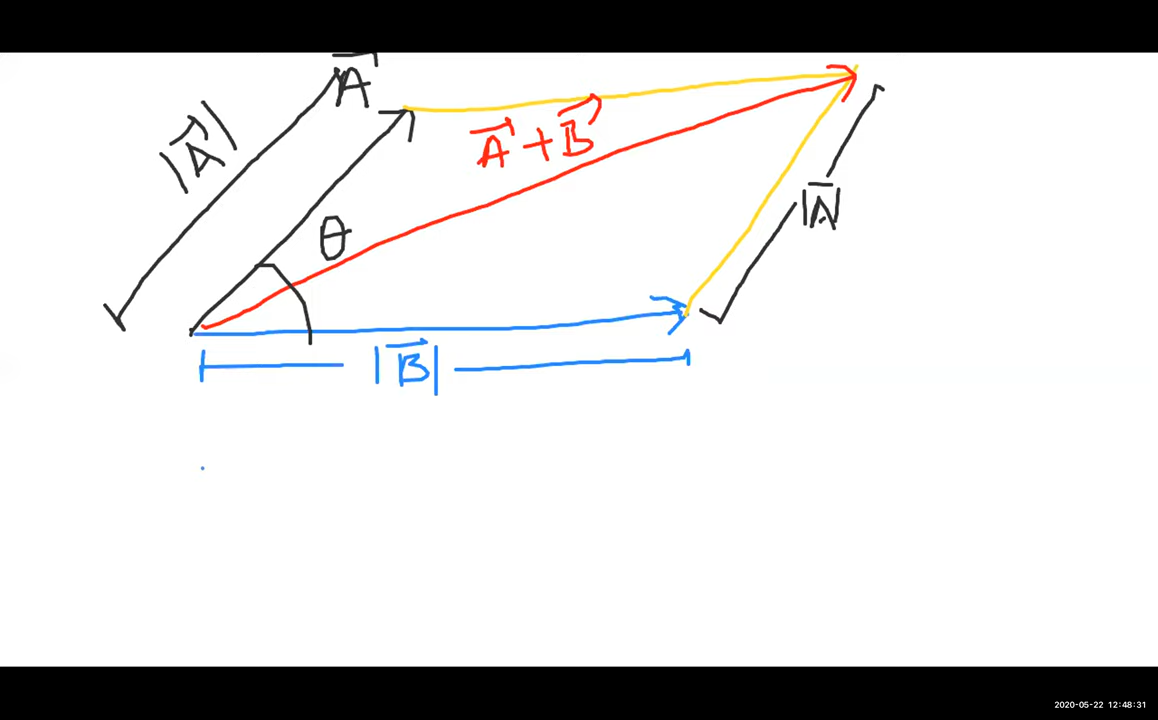 A⃗
|A⃗|
A⃗ + B⃗
θ
|A̅|
|B⃗|
2020-05-22 12:48:31